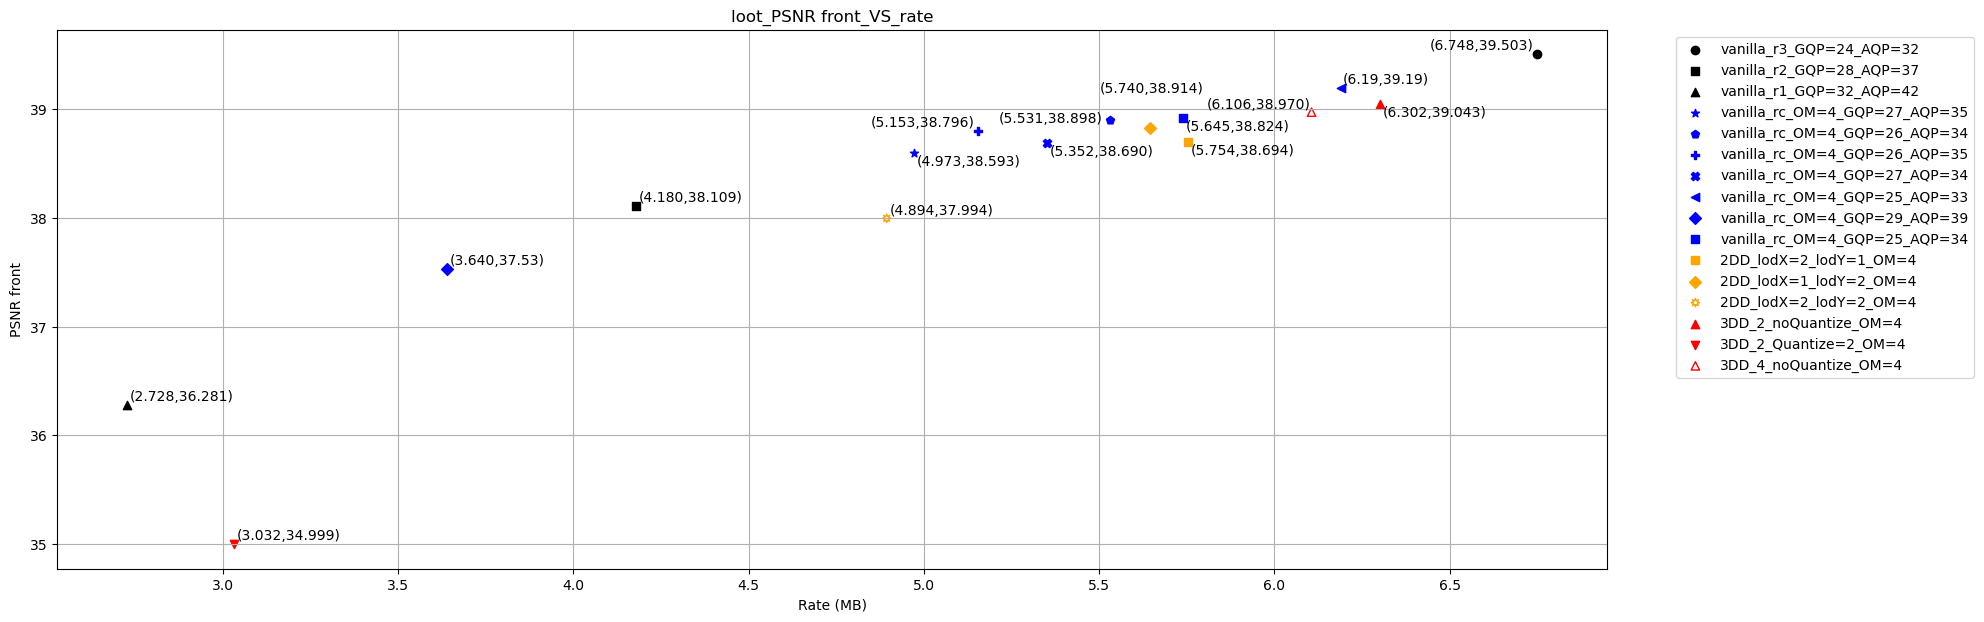 loot_PSNR front_VS_rate
PSNR front
39
38
37
36
35
(6.748,39.503)
(6.19,39.19)
(5.740,38.914)
(6.106,38.970)
(6.302,39.043)
(5.153,38.796)
(5.531,38.898)
(5.645,38.824)
(5.352,38.690)
(5.754,38.694)
(4.973,38.593)
(4.180,38.109)
(4.894,37.994)
(3.640,37.53)
(2.728,36.281)
(3.032,34.999)
3.0
3.5
4.0
4.5
5.0
5.5
6.0
6.5
Rate (MB)
vanilla_r3_GQP=24_AQP=32
vanilla_r2_GQP=28_AQP=37
vanilla_r1_GQP=32_AQP=42
vanilla_rc_OM=4_GQP=27_AQP=35
vanilla_rc_OM=4_GQP=26_AQP=34
vanilla_rc_OM=4_GQP=26_AQP=35
vanilla_rc_OM=4_GQP=27_AQP=34
vanilla_rc_OM=4_GQP=25_AQP=33
vanilla_rc_OM=4_GQP=29_AQP=39
vanilla_rc_OM=4_GQP=25_AQP=34
2DD_lodX=2_lodY=1_OM=4
2DD_lodX=1_lodY=2_OM=4
2DD_lodX=2_lodY=2_OM=4
3DD_2_noQuantize_OM=4
3DD_2_Quantize=2_OM=4
3DD_4_noQuantize_OM=4